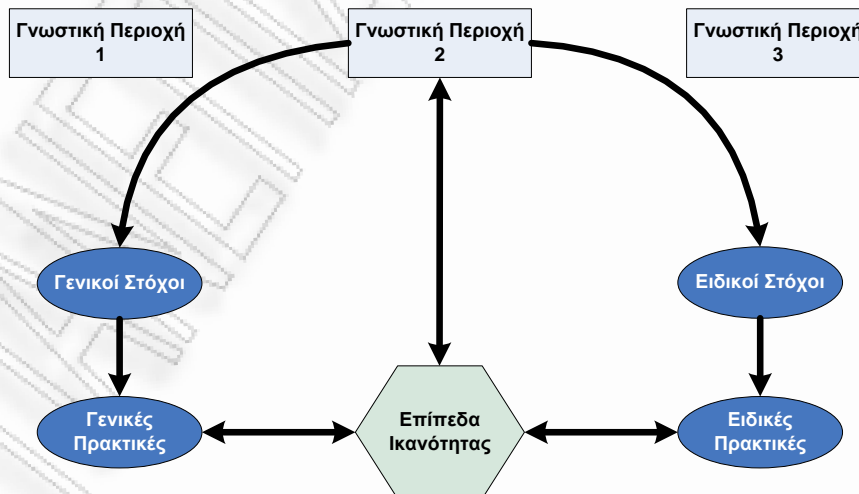 Γνωστική Περιοχή
1
Γνωστική Περιοχή
2
Γνωστική Περιοχή
3
Γενικοί Στόχοι
Ειδικοί Στόχοι
Γενικές
Πρακτικές
Επίπεδα
Ικανότητας
Ειδικές
Πρακτικές